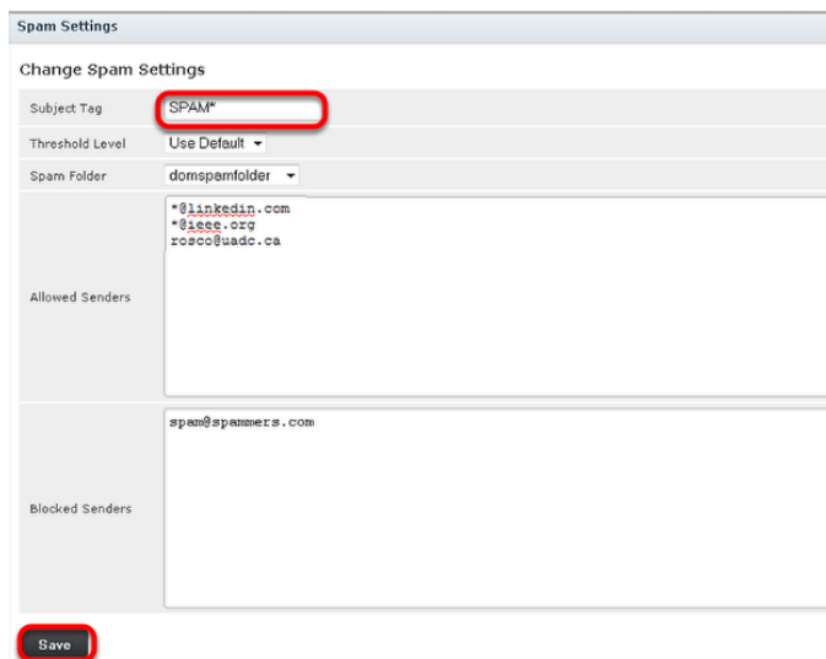 Spam Settings
Change Spam Settings
Subject Tag SPAM*
Threshold Level Use Default
Spam Folder domspamfolder
Allowed Senders
*@linkedin.com
*@ieee.org
rosco@uadc.ca
Blocked Senders
spam@spammers.com
Save